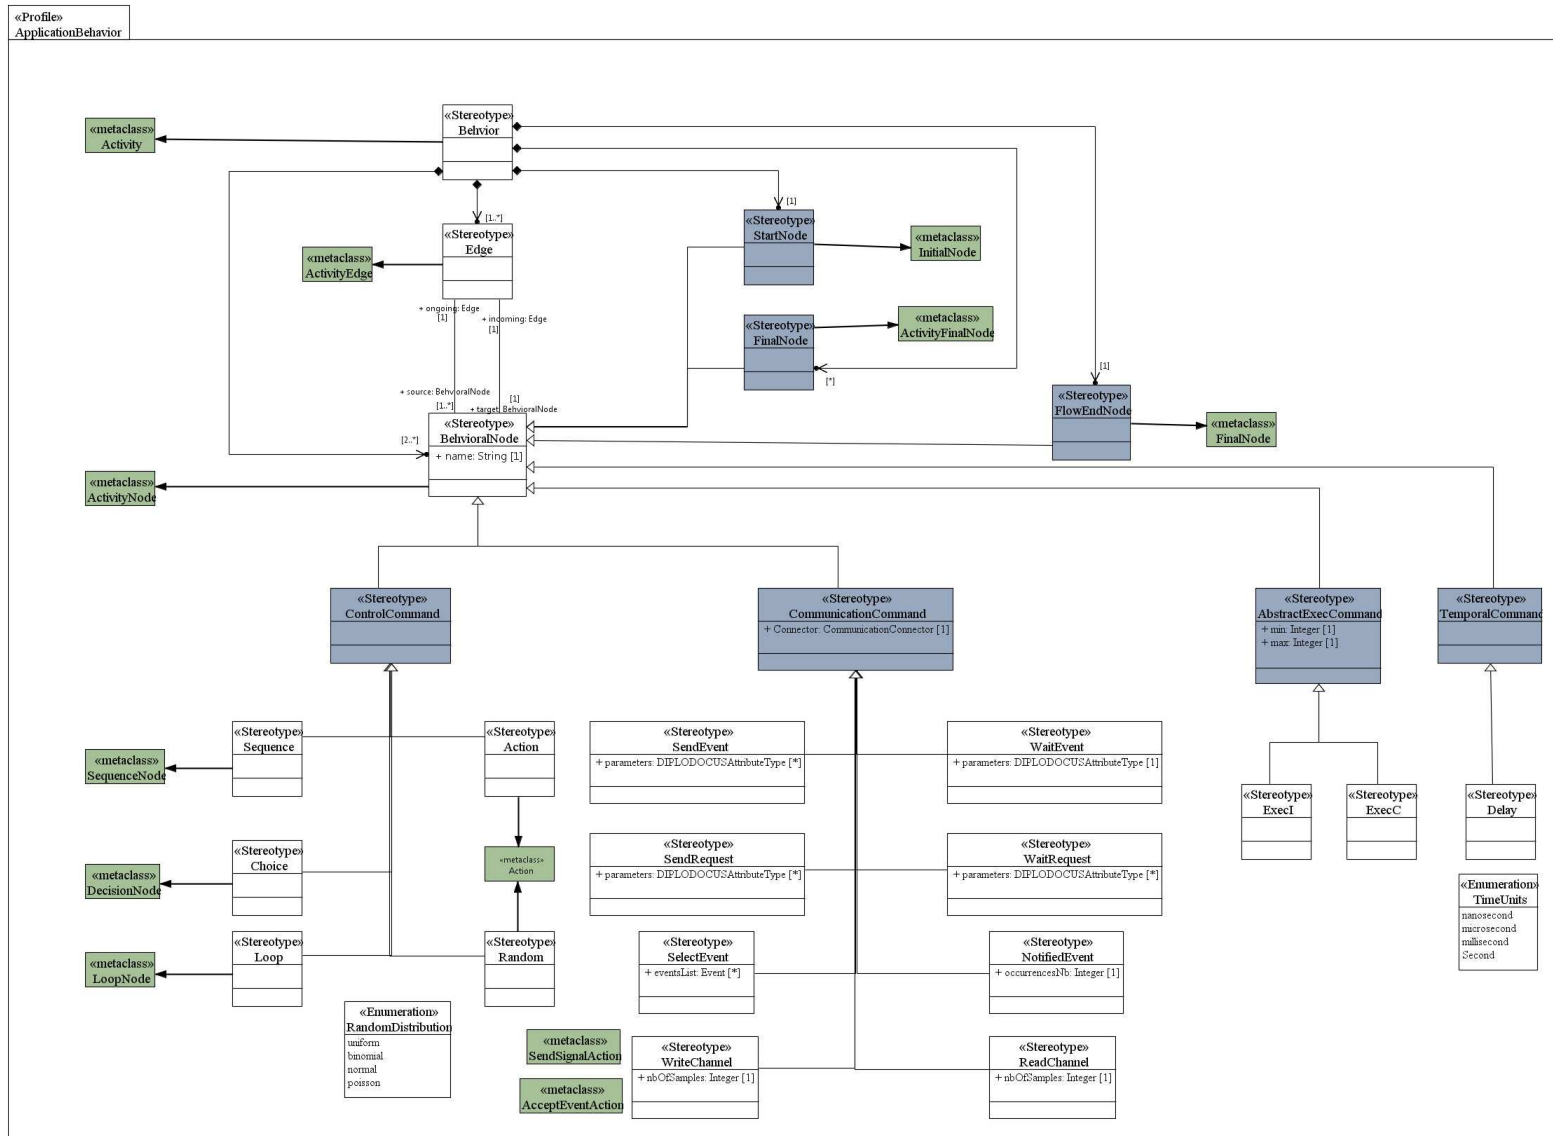 «Profile»
ApplicationBehavior
«Stereotype»
Behvior
«metaclass»
Activity
[1..*]
[1]
«Stereotype»
Edge
«metaclass»
ActivityEdge
«Stereotype»
StartNode
«metaclass»
InitialNode
+ ongoing: Edge
[1]
+ incoming: Edge
[1]
«Stereotype»
FinalNode
«metaclass»
ActivityFinalNode
[*]
[1]
+ source: BehvioralNode
[1..*]
[1]
+ target: BehvioralNode
«Stereotype»
FlowEndNode
«metaclass»
FinalNode
[2..*]
«Stereotype»
BehvioralNode
+ name: String [1]
«metaclass»
ActivityNode
«Stereotype»
ControlCommand
«Stereotype»
CommunicationCommand
+ Connector: CommunicationConnector [1]
«Stereotype»
AbstractExecCommand
+ min: Integer [1]
+ max: Integer [1]
«Stereotype»
TemporalCommand
«Stereotype»
Sequence
«metaclass»
SequenceNode
«Stereotype»
Action
«Stereotype»
SendEvent
+ parameters: DIPLODOCUSAttributeType [*]
«Stereotype»
WaitEvent
+ parameters: DIPLODOCUSAttributeType [1]
«Stereotype»
ExecI
«Stereotype»
ExecC
«Stereotype»
Delay
«Stereotype»
Choice
«metaclass»
DecisionNode
«metaclass»
Action
«Stereotype»
SendRequest
+ parameters: DIPLODOCUSAttributeType [*]
«Stereotype»
WaitRequest
+ parameters: DIPLODOCUSAttributeType [*]
«Enumeration»
TimeUnits
nanosecond
microsecond
millisecond
Second
«Stereotype»
Loop
«metaclass»
LoopNode
«Stereotype»
Random
«Stereotype»
SelectEvent
+ eventsList: Event [*]
«Stereotype»
NotifiedEvent
+ occurrencesNb: Integer [1]
«Enumeration»
RandomDistribution
uniform
binomial
normal
poisson
«metaclass»
SendSignalAction
«metaclass»
AcceptEventAction
«Stereotype»
WriteChannel
+ nbOfSamples: Integer [1]
«Stereotype»
ReadChannel
+ nbOfSamples: Integer [1]